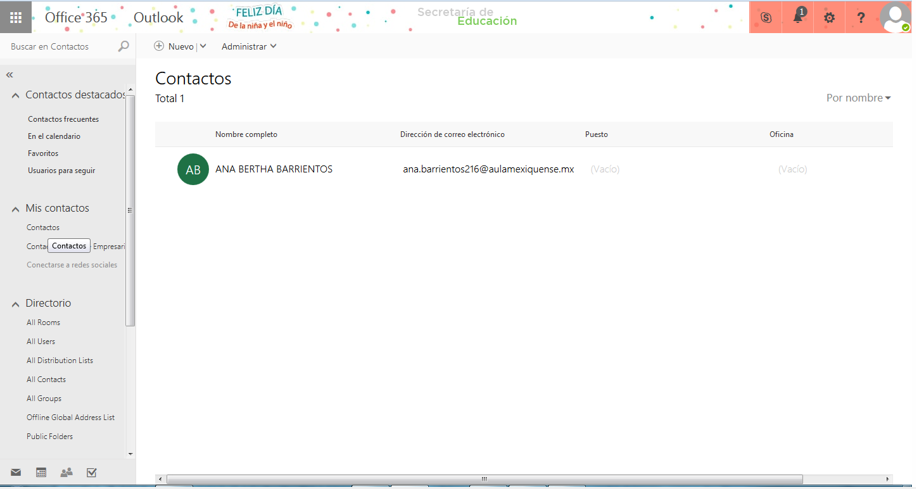 Office 365
Outlook
FELIZ DÍA
De la niña y el niño
Secretaría de
Educación
1
?
Buscar en Contactos
Nuevo
Administrar
Contactos
Total 1
Por nombre
Nombre completo
Dirección de correo electrónico
Puesto
Oficina
AB
ANA BERTHA BARRIENTOS
ana.barrientos216@aulamexiquense.mx
(Vacío)
(Vacío)
Contactos destacados
Contactos frecuentes
En el calendario
Favoritos
Usuarios para seguir
Mis contactos
Contactos
Conta Contactos Empresari
Conectarse a redes sociales
Directorio
All Rooms
All Users
All Distribution Lists
All Contacts
All Groups
Offline Global Address List
Public Folders